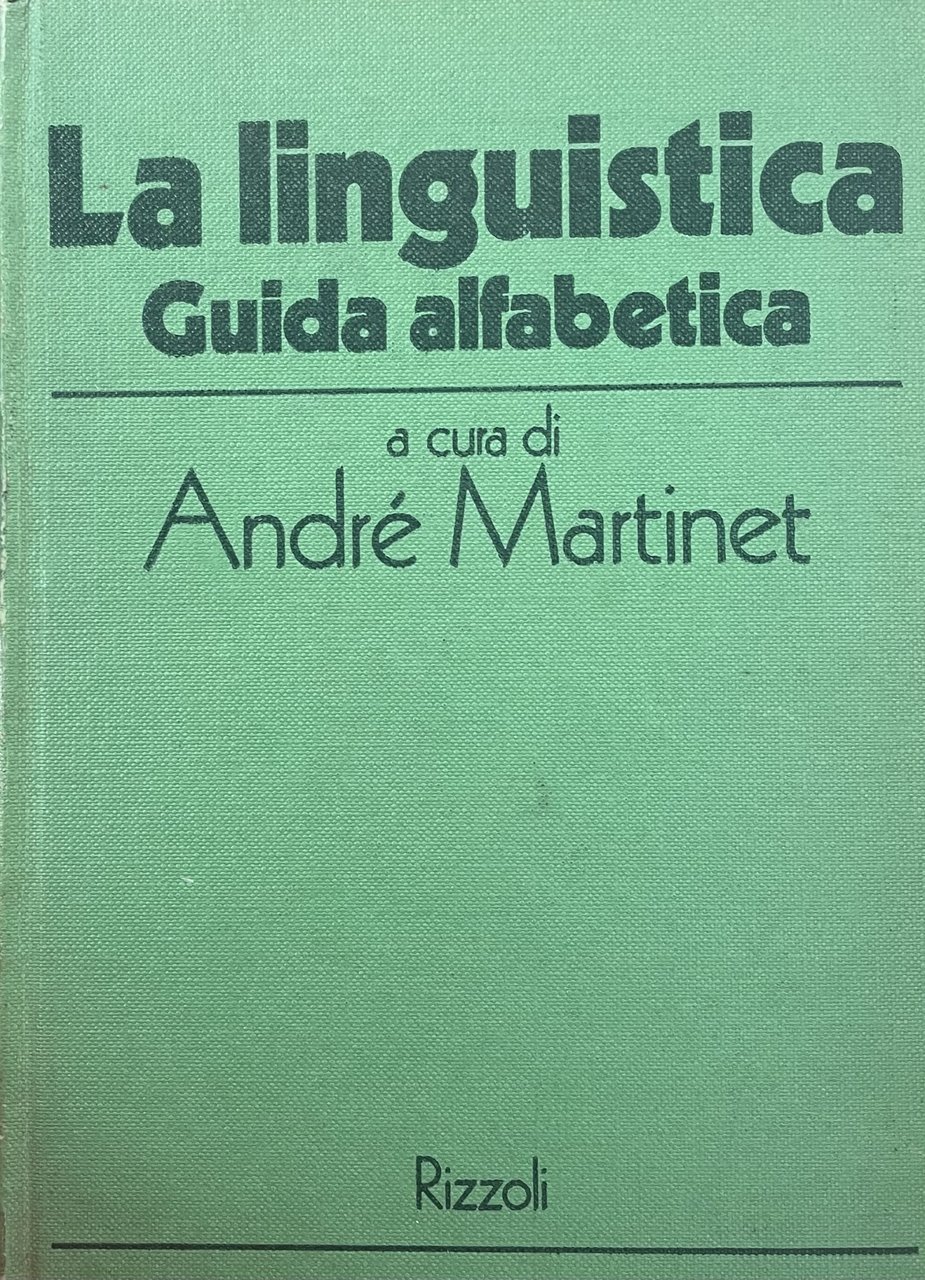 La linguistica
Guida alfabetica
a cura di
André Martinet
Rizzoli